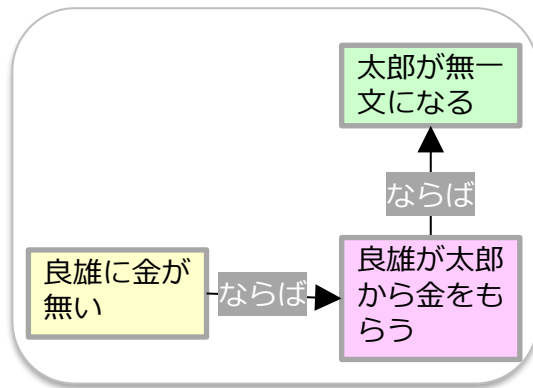 太郎が無一
文になる
ならば
良雄に金が
無い
ならば
良雄が太郎
から金をも
らう